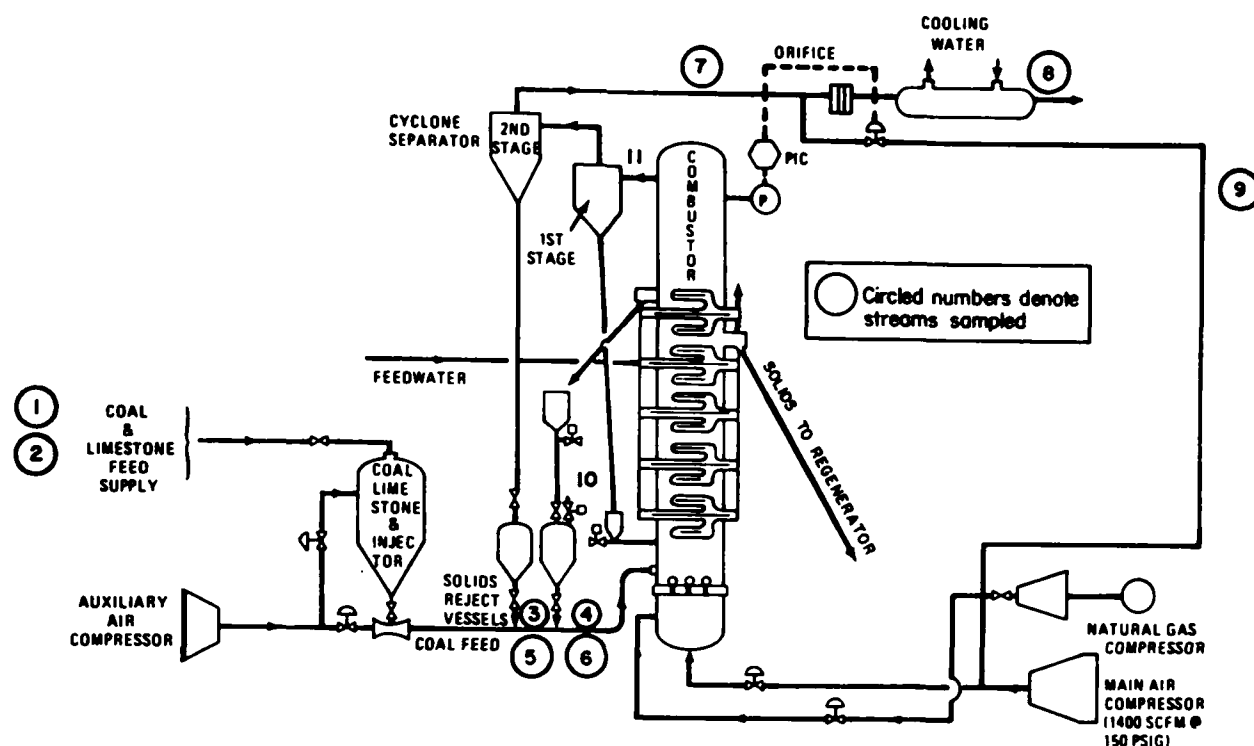 COOLING
WATER
ORIFICE
7
8
CYCLONE
SEPARATOR
2ND
STAGE
11
COMBUSTOR
PIC
P
9
1ST
STAGE
Circled numbers denote
streams sampled
FEEDWATER
SOLIDS TO REGENERATOR
1
2
COAL
&
LIMESTONE
FEED
SUPPLY
COAL
LIME
STONE
&
INJEC
TOR
10
AUXILIARY
AIR
COMPRESSOR
SOLIDS
REJECT
VESSELS
COAL FEED
3
4
5
6
NATURAL GAS
COMPRESSOR
MAIN AIR
COMPRESSOR
(1400 SCFM @
150 PSIG)